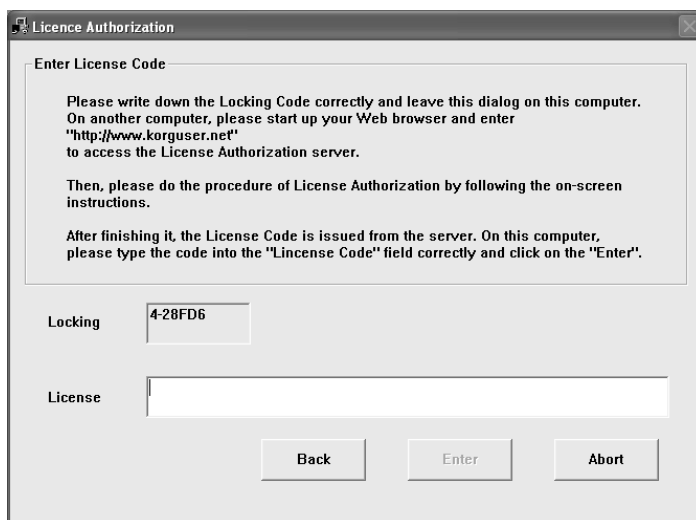 Licence Authorization
Enter License Code
Please write down the Locking Code correctly and leave this dialog on this computer.
On another computer, please start up your Web browser and enter
"http://www.korguser.net"
to access the License Authorization server.
Then, please do the procedure of License Authorization by following the on-screen
instructions.
After finishing it, the License Code is issued from the server. On this computer,
please type the code into the "Lincense Code" field correctly and click on the "Enter".
Locking
4-28FD6
License
Back
Enter
Abort